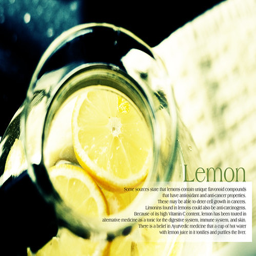 Lemon
Some sources state that lemons contain unique flavonoid compounds
that have antioxidant and anti-cancer properties.
These may be able to deter cell growth in cancers.
Limonins found in lemons could also be anti-carcinogens.
Because of its high Vitamin C content, lemon has been touted in
alternative medicine as a tonic for the digestive system, immune system, and skin.
There is a belief in Ayurvedic medicine that a cup of hot water
with lemon juice in it tonifies and purifies the liver.